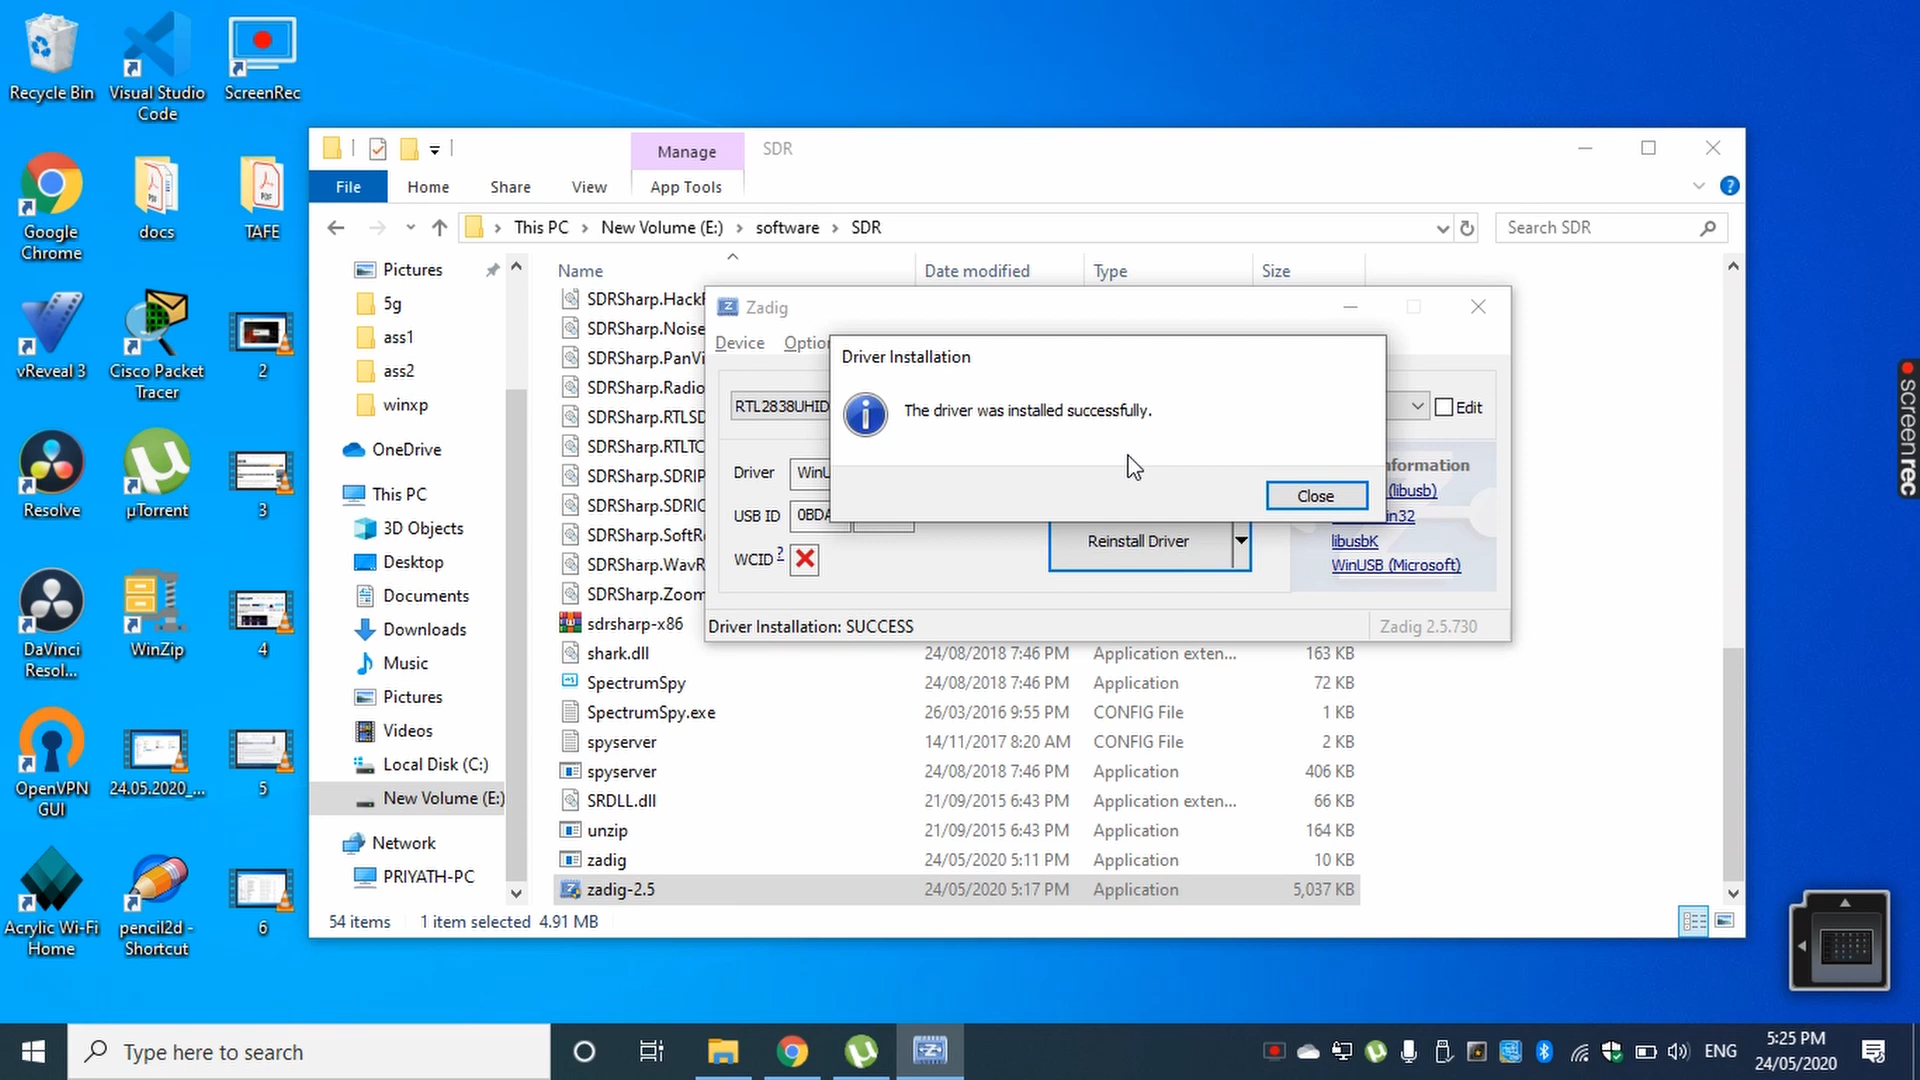 Recycle Bin
Visual Studio
Code
ScreenRec
Google
Chrome
docs
TAFE
vReveal 3
Cisco Packet
Tracer
2
Resolve
µTorrent
3
DaVinci
Resol...
WinZip
4
OpenVPN
GUI
24.05.2020_...
5
Acrylic Wi-Fi
Home
pencil2d -
Shortcut
6
Manage
SDR
File
Home
Share
View
App Tools
This PC
New Volume (E:)
software
SDR
Search SDR
Pictures
5g
ass1
ass2
winxp
OneDrive
This PC
3D Objects
Desktop
Documents
Downloads
Music
Pictures
Videos
Local Disk (C:)
New Volume (E:)
Network
PRIYATH-PC
Name
Date modified
Type
Size
SDRSharp.HackF
SDRSharp.Noise
SDRSharp.PanVi
SDRSharp.Radio
SDRSharp.RTLSD
SDRSharp.RTLTC
SDRSharp.SDRIP
SDRSharp.SDRIC
SDRSharp.SoftRo
SDRSharp.WavR
SDRSharp.Zoom
sdrsharp-x86
shark.dll 24/08/2018 7:46 PM Application exten... 163 KB
SpectrumSpy 24/08/2018 7:46 PM Application 72 KB
SpectrumSpy.exe 26/03/2016 9:55 PM CONFIG File 1 KB
spyserver 14/11/2017 8:20 AM CONFIG File 2 KB
spyserver 24/08/2018 7:46 PM Application 406 KB
SRDLL.dll 21/09/2015 6:43 PM Application exten... 66 KB
unzip 21/09/2015 6:43 PM Application 164 KB
zadig 24/05/2020 5:11 PM Application 10 KB
zadig-2.5 24/05/2020 5:17 PM Application 5,037 KB
54 items 1 item selected 4.91 MB
Zadig
Device Optio
RTL2838UHID
Edit
Driver WinU
USB ID 0BDA
WCID ?
Driver Installation
The driver was installed successfully.
Close
Reinstall Driver
nformation
(libusb)
in32
libusbK
WinUSB (Microsoft)
Driver Installation: SUCCESS
Zadig 2.5.730
screenrec
Type here to search
ENG
5:25 PM
24/05/2020